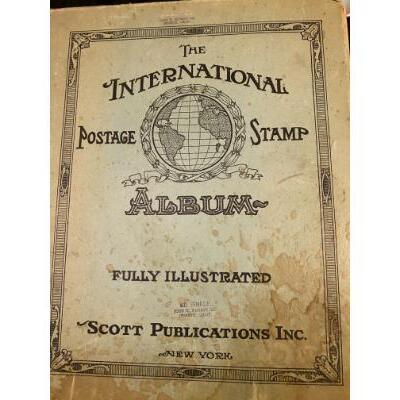 THE
INTERNATIONAL
POSTAGE STAMP
ALBUM
FULLY ILLUSTRATED
SCOTT PUBLICATIONS INC.
NEW YORK